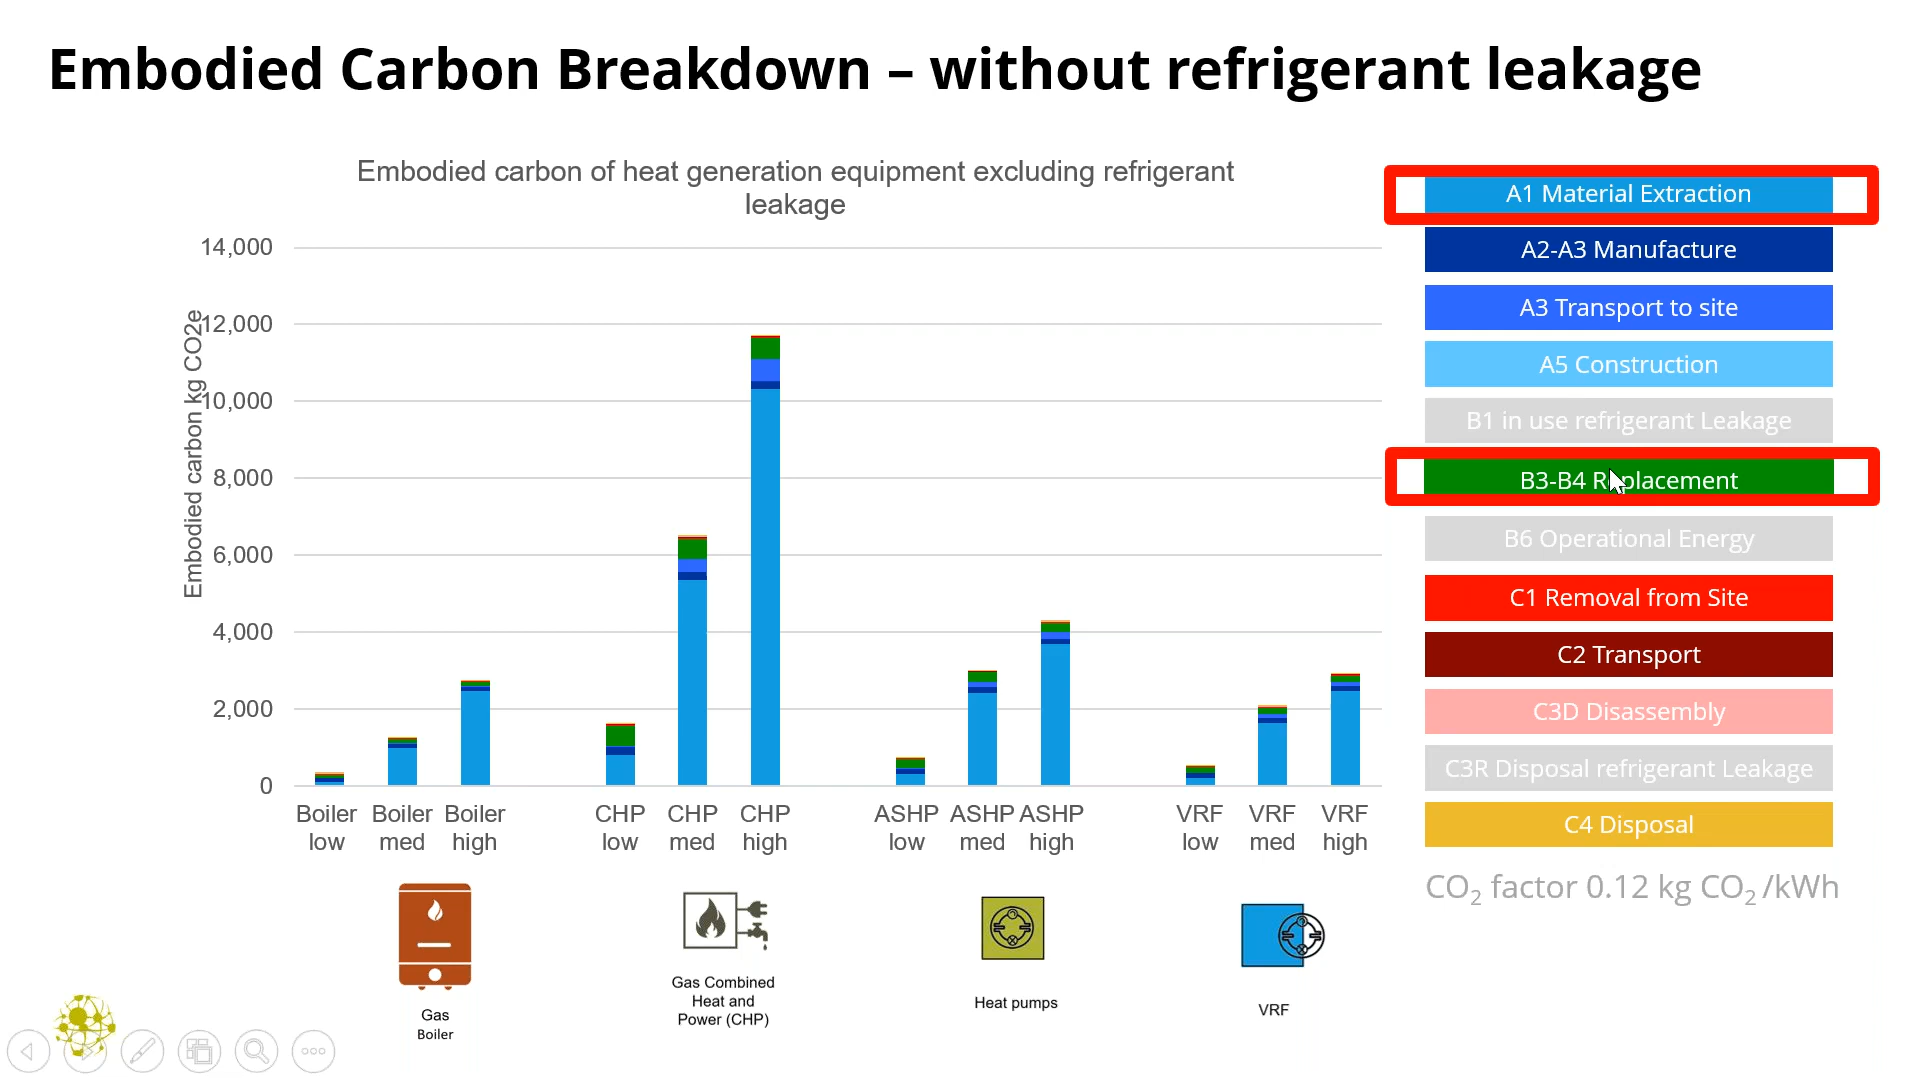 Embodied Carbon Breakdown – without refrigerant leakage
Embodied carbon of heat generation equipment excluding refrigerant
leakage
Embodied carbon kg CO2e
14,000
12,000
10,000
8,000
6,000
4,000
2,000
0
Boiler low
Boiler med
Boiler high
CHP low
CHP med
CHP high
ASHP low
ASHP med
ASHP high
VRF low
VRF med
VRF high
Gas
Boiler
Gas Combined
Heat and
Power (CHP)
Heat pumps
VRF
A1 Material Extraction
A2-A3 Manufacture
A3 Transport to site
A5 Construction
B1 in use refrigerant Leakage
B3-B4 Replacement
B6 Operational Energy
C1 Removal from Site
C2 Transport
C3D Disassembly
C3R Disposal refrigerant Leakage
C4 Disposal
CO₂ factor 0.12 kg CO₂ /kWh